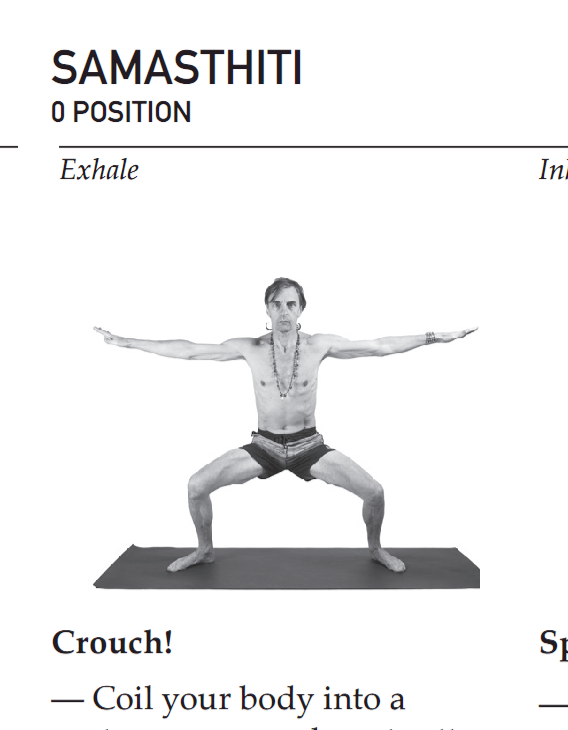 SAMASTHITI
0 POSITION
Exhale
Crouch!
— Coil your body into a